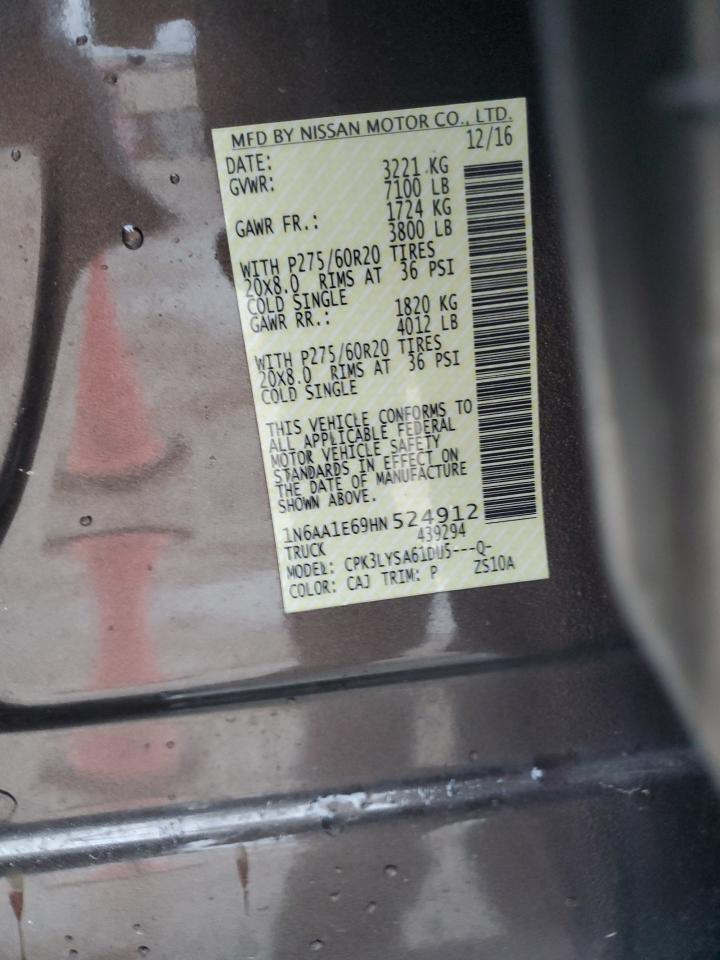 MFD BY NISSAN MOTOR CO., LTD.
DATE: 12/16
GVWR: 3221 KG
7100 LB
GAWR FR.: 1724 KG
3800 LB
WITH P275/60R20 TIRES
20X8.0 RIMS AT 36 PSI
COLD SINGLE
GAWR RR.: 1820 KG
4012 LB
WITH P275/60R20 TIRES
20X8.0 RIMS AT 36 PSI
COLD SINGLE
THIS VEHICLE CONFORMS TO
ALL APPLICABLE FEDERAL
MOTOR VEHICLE SAFETY
STANDARDS IN EFFECT ON
THE DATE OF MANUFACTURE
SHOWN ABOVE.
1N6AA1E69HN524912
TRUCK 439294
MODEL: CPK3LYSA61DU5---Q-
COLOR: CAJ TRIM: P ZS10A